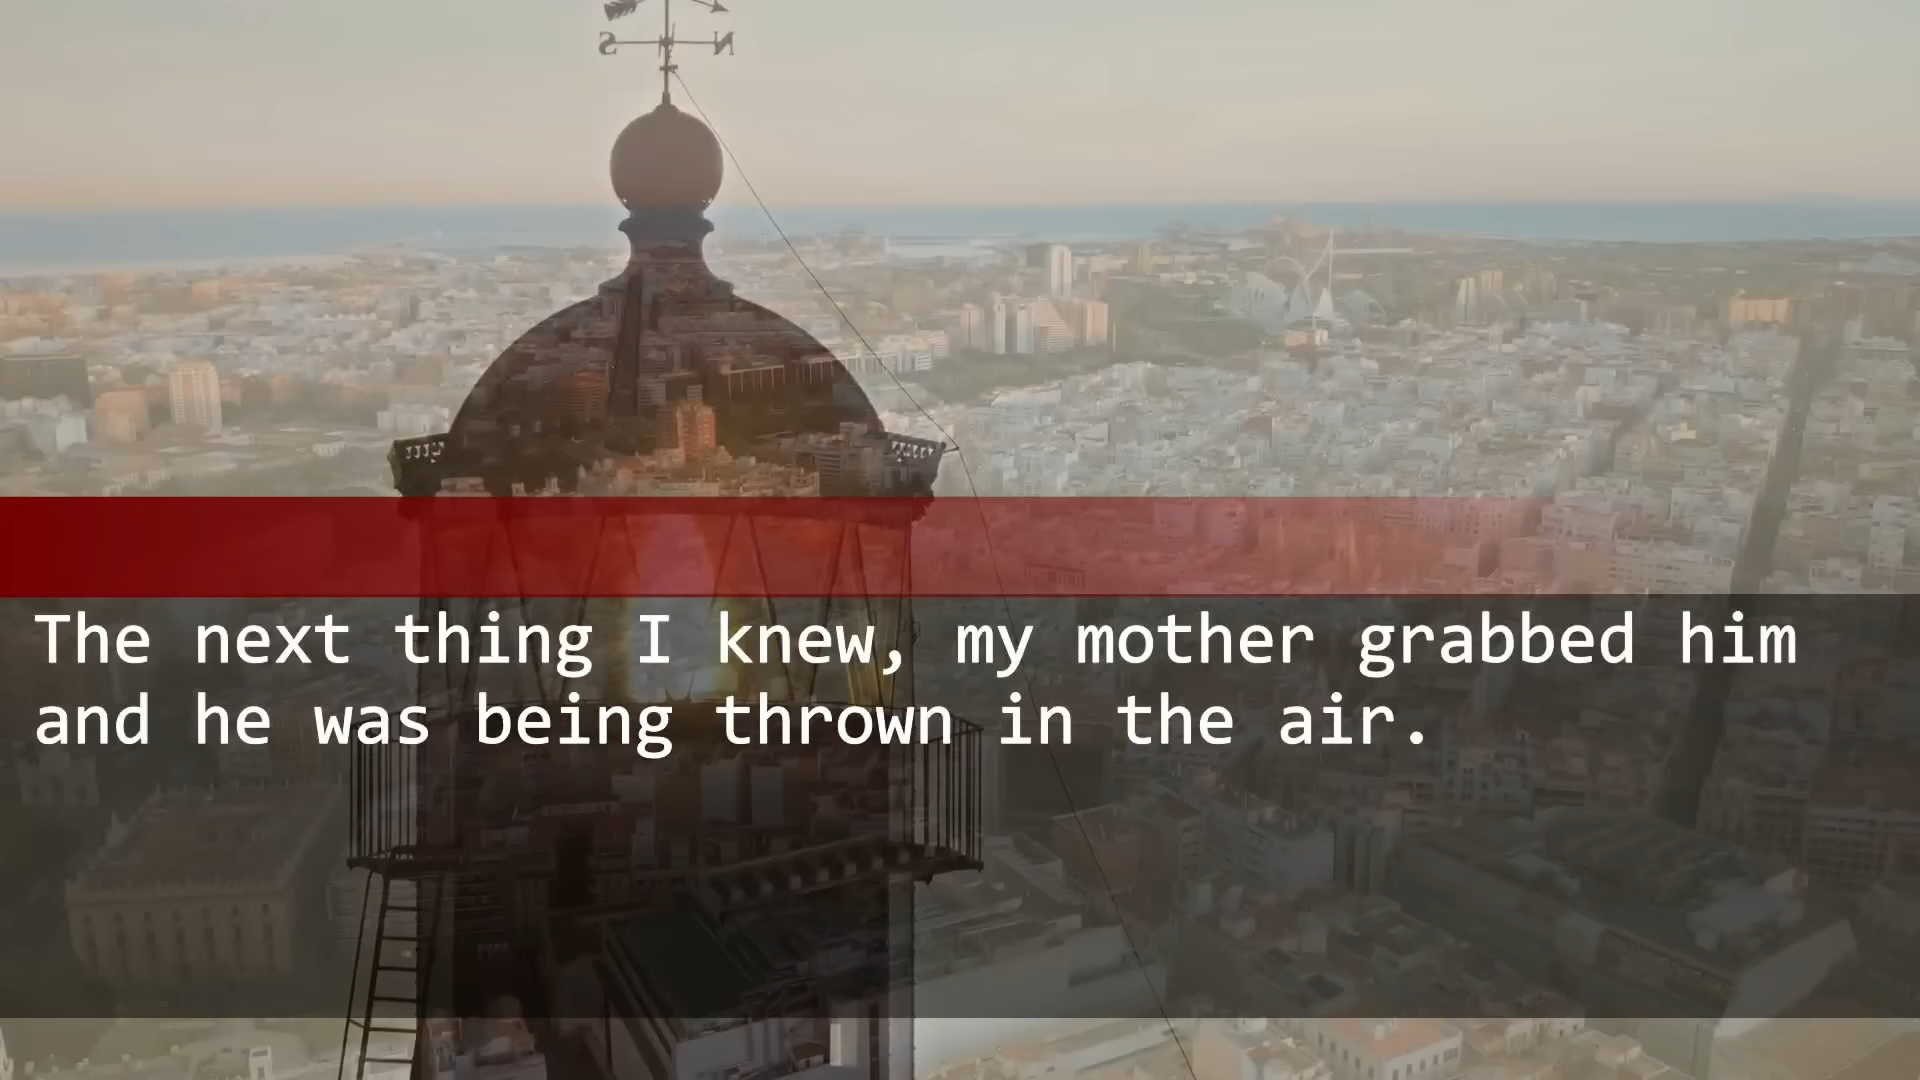 S N
The next thing I knew, my mother grabbed him
and he was being thrown in the air.